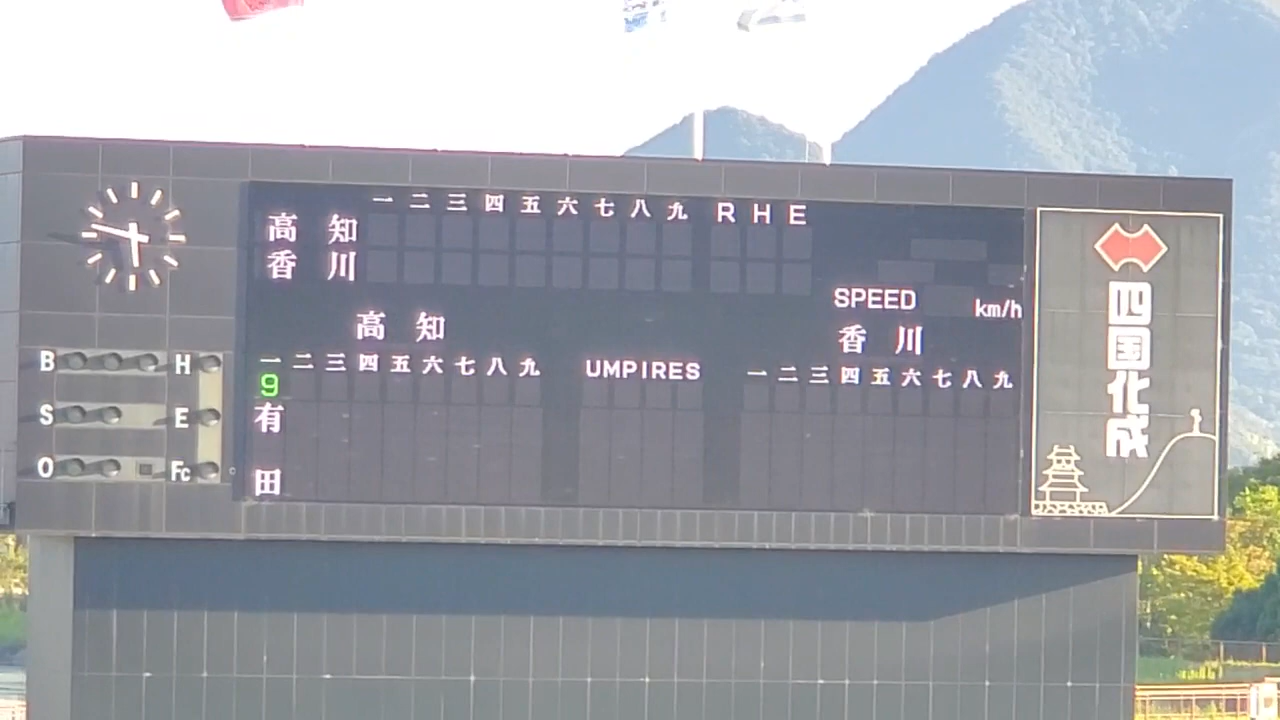 一 二 三 四 五 六 七 八 九 R H E
高 知
香 川
SPEED km/h
高 知 香 川
一 二 三 四 五 六 七 八 九 UMPIRES 一 二 三 四 五 六 七 八 九
9
有
田
B H
S E
O Fc
四国化成